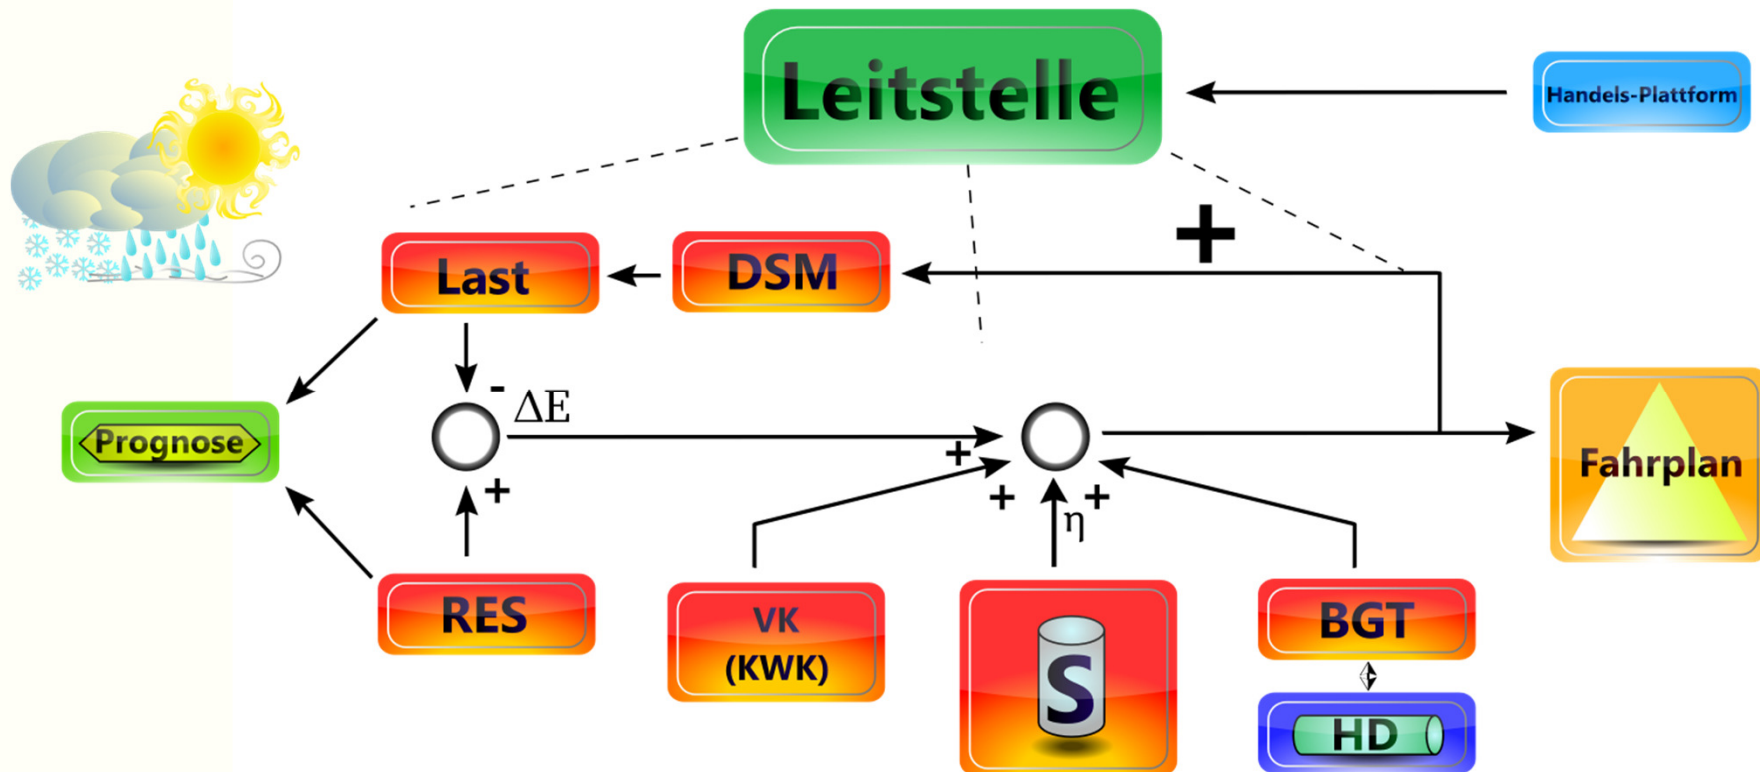 Leitstelle
Handels-Plattform
+
Last
DSM
-
ΔE
Prognose
+
+
+
+
η
Fahrplan
RES
VK
(KWK)
S
BGT
HD